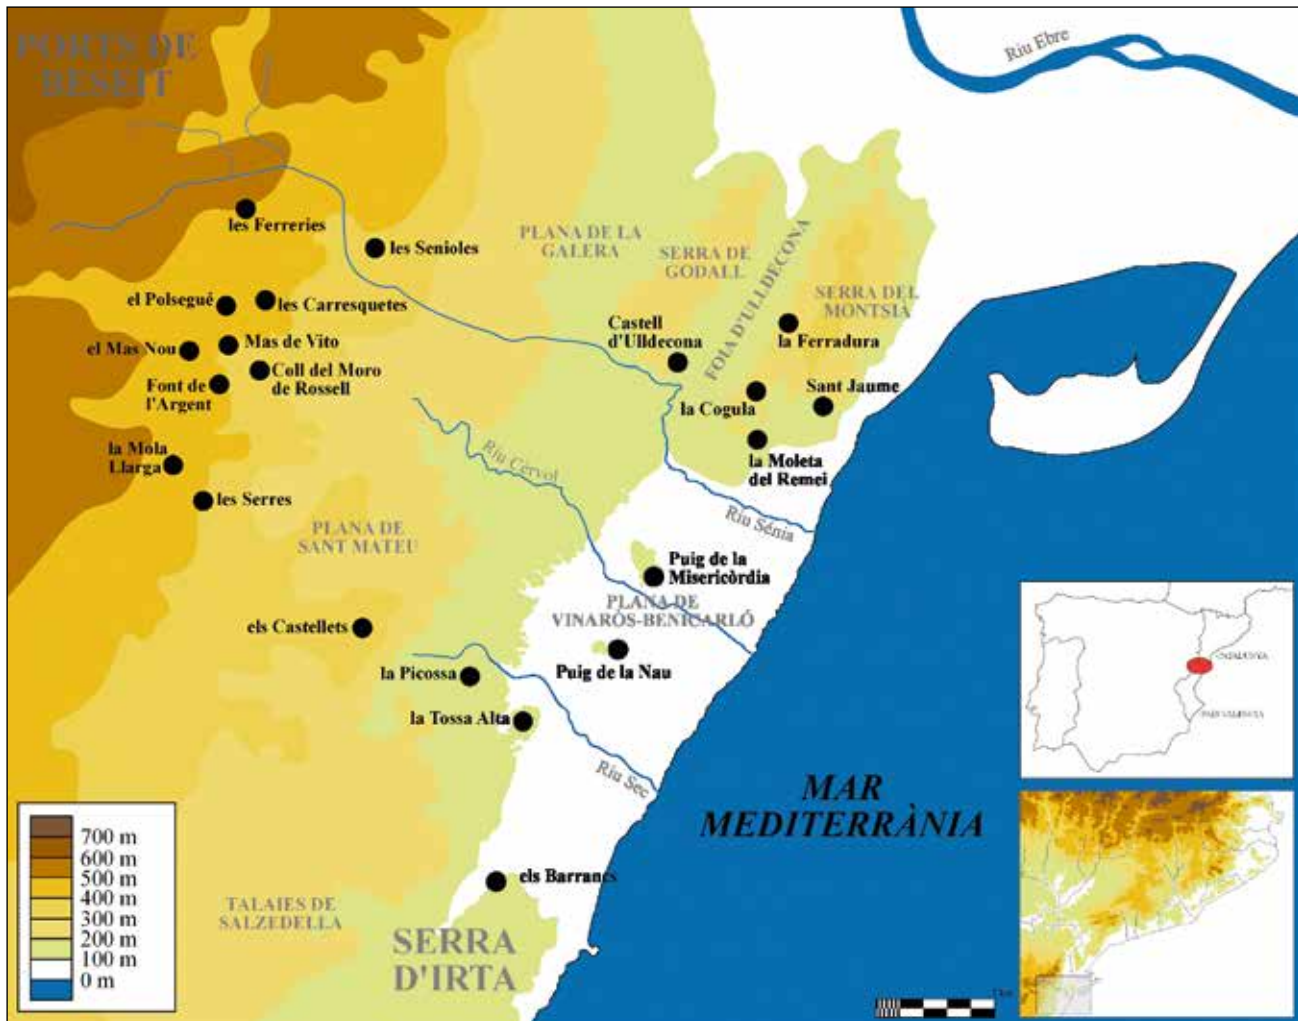 PORTS DE
BESEIT
Riu Ebre
les Ferreries
les Senioles
PLANA DE LA
GALERA
SERRA DE
GODALL
FOIA D'ULLDECONA
SERRA DEL
MONTSIÀ
el Polsegué
les Carresquetes
Castell
d'Ulldecona
la Ferradura
el Mas Nou
Mas de Vito
Coll del Moro
de Rossell
Font de
l'Argent
Sant Jaume
la Cogula
la Mola
Llarga
Riu Cérvol
la Moleta
del Remei
les Serres
PLANA DE
SANT MATEU
Riu Sénia
Puig de la
Misericòrdia
PLANA DE
VINARÒS-BENICARLÓ
els Castellets
la Picossa
Puig de la Nau
la Tossa Alta
Riu Sec
MAR
MEDITERRÀNIA
CATALUNYA
PAÍS VALENCIÀ
els Barrancs
TALAIES DE
SALZEDELLA
SERRA
D'IRTA
700 m
600 m
500 m
400 m
300 m
200 m
100 m
0 m